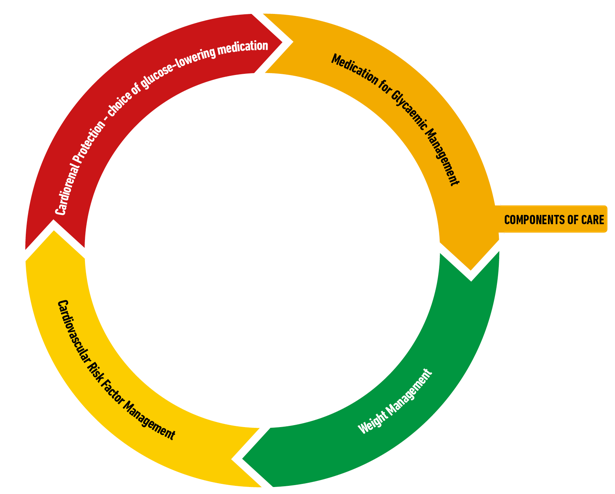 Cardiorenal Protection - choice of glucose-lowering medication
Medication for Glycaemic Management
COMPONENTS OF CARE
Weight Management
Cardiovascular Risk Factor Management